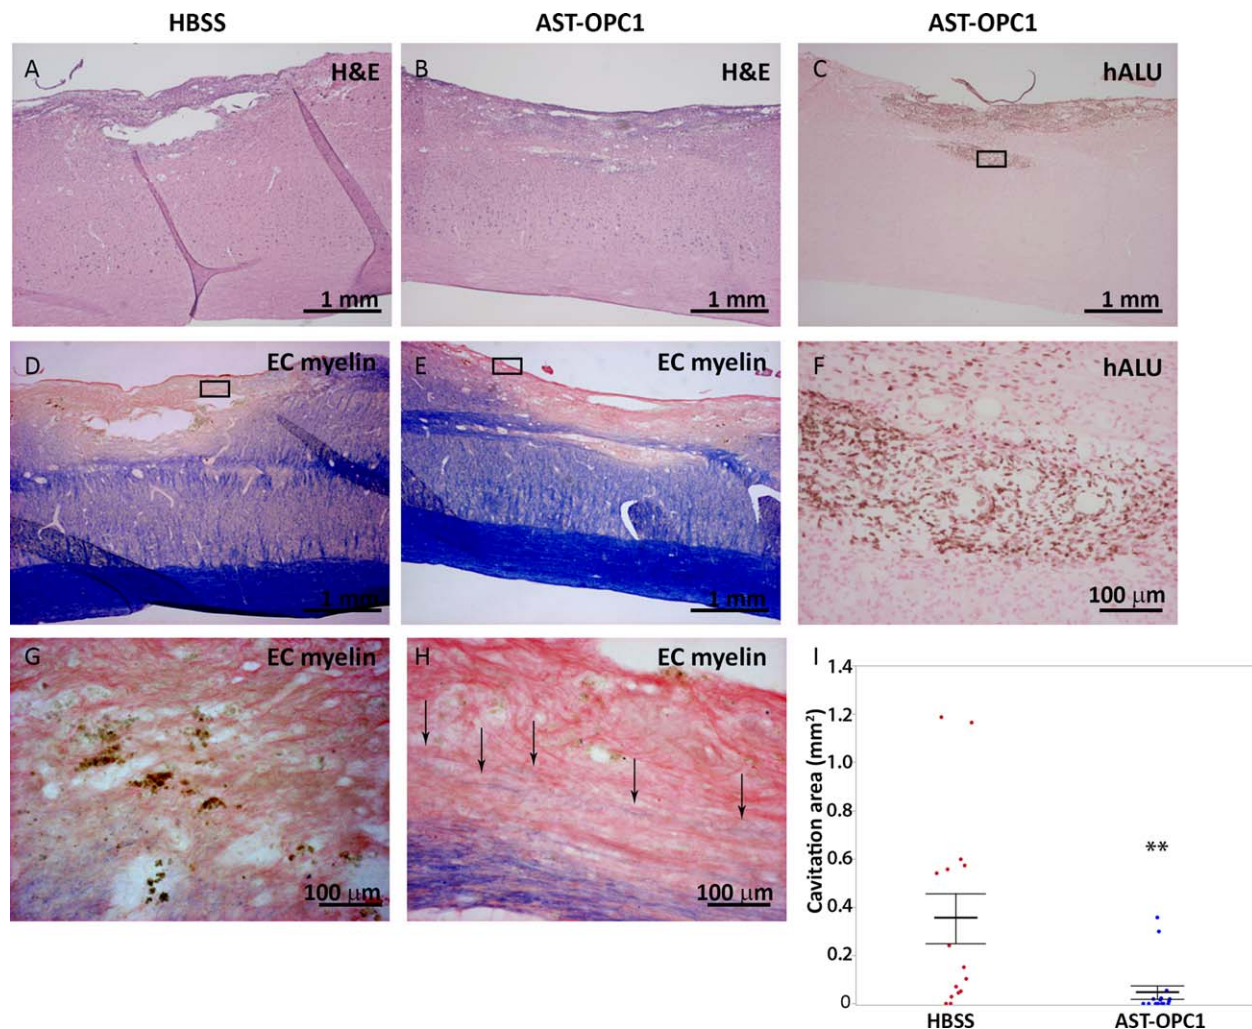 HBSS
AST-OPC1
AST-OPC1
A
H&E
B
H&E
C
hALU
1 mm
1 mm
1 mm
D
EC myelin
E
EC myelin
F
hALU
1 mm
1 mm
100 μm
G
EC myelin
H
EC myelin
100 μm
100 μm
I
Cavitation area (mm²)
1.4
1.2
1.0
0.8
0.6
0.4
0.2
0
**
HBSS
AST-OPC1